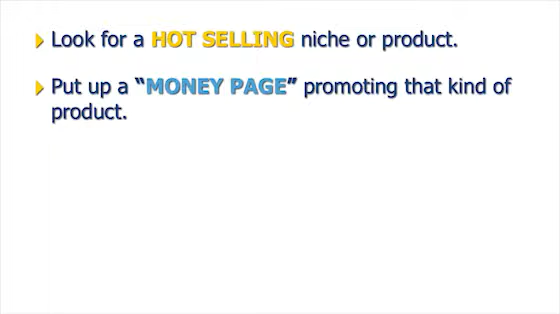 Look for a HOT SELLING niche or product.
Put up a “MONEY PAGE” promoting that kind of
product.